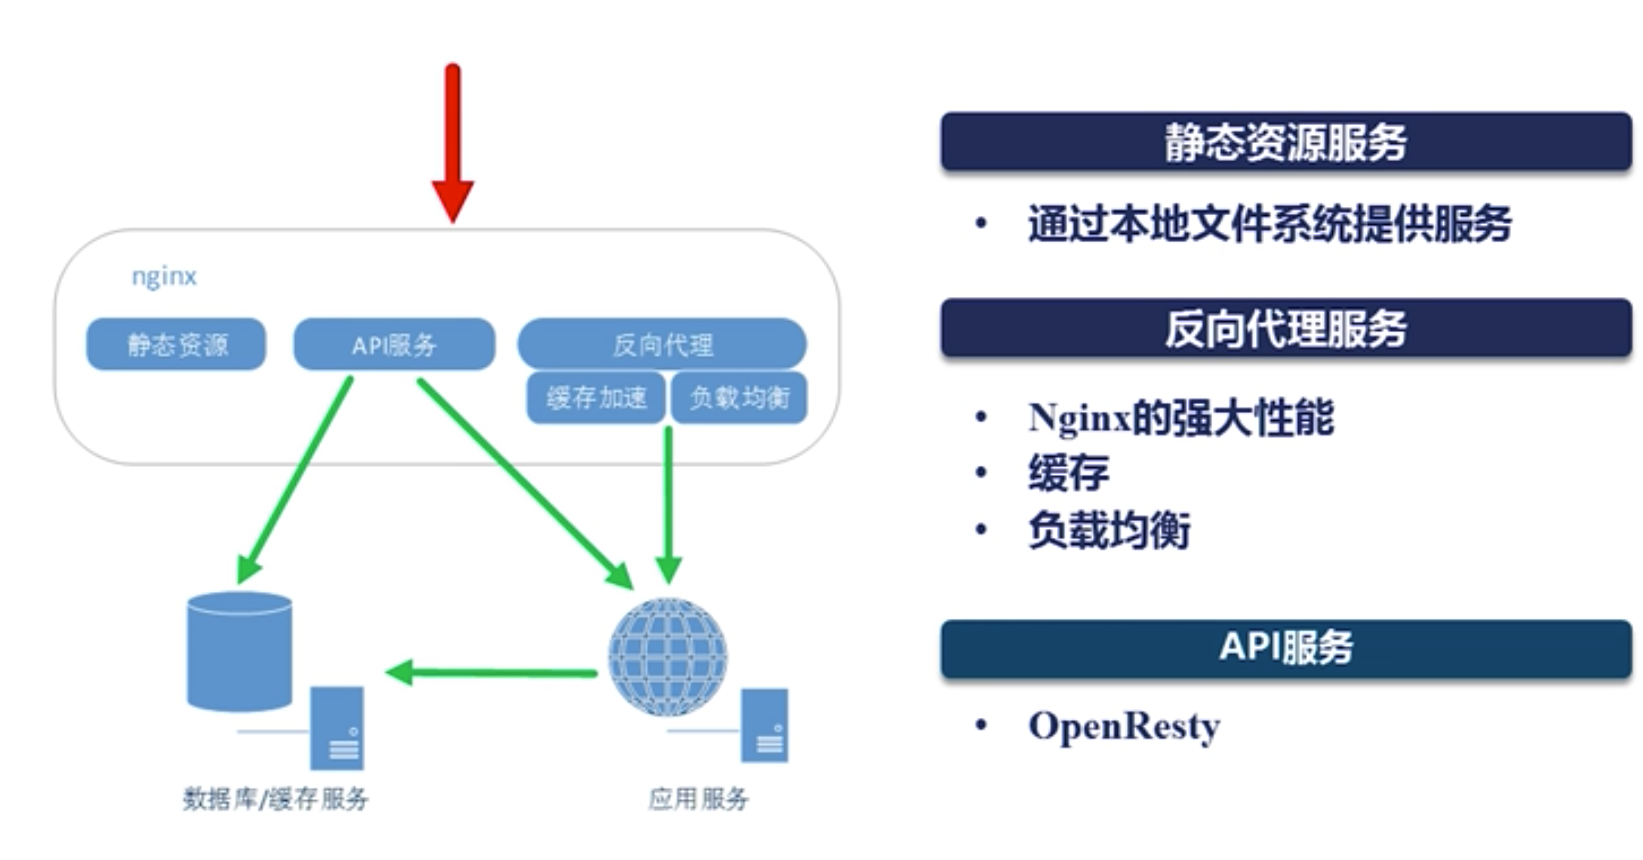 nginx
静态资源
API服务
反向代理
缓存加速
负载均衡
数据库/缓存服务
应用服务
静态资源服务
• 通过本地文件系统提供服务
反向代理服务
• Nginx的强大性能
• 缓存
• 负载均衡
API服务
• OpenResty